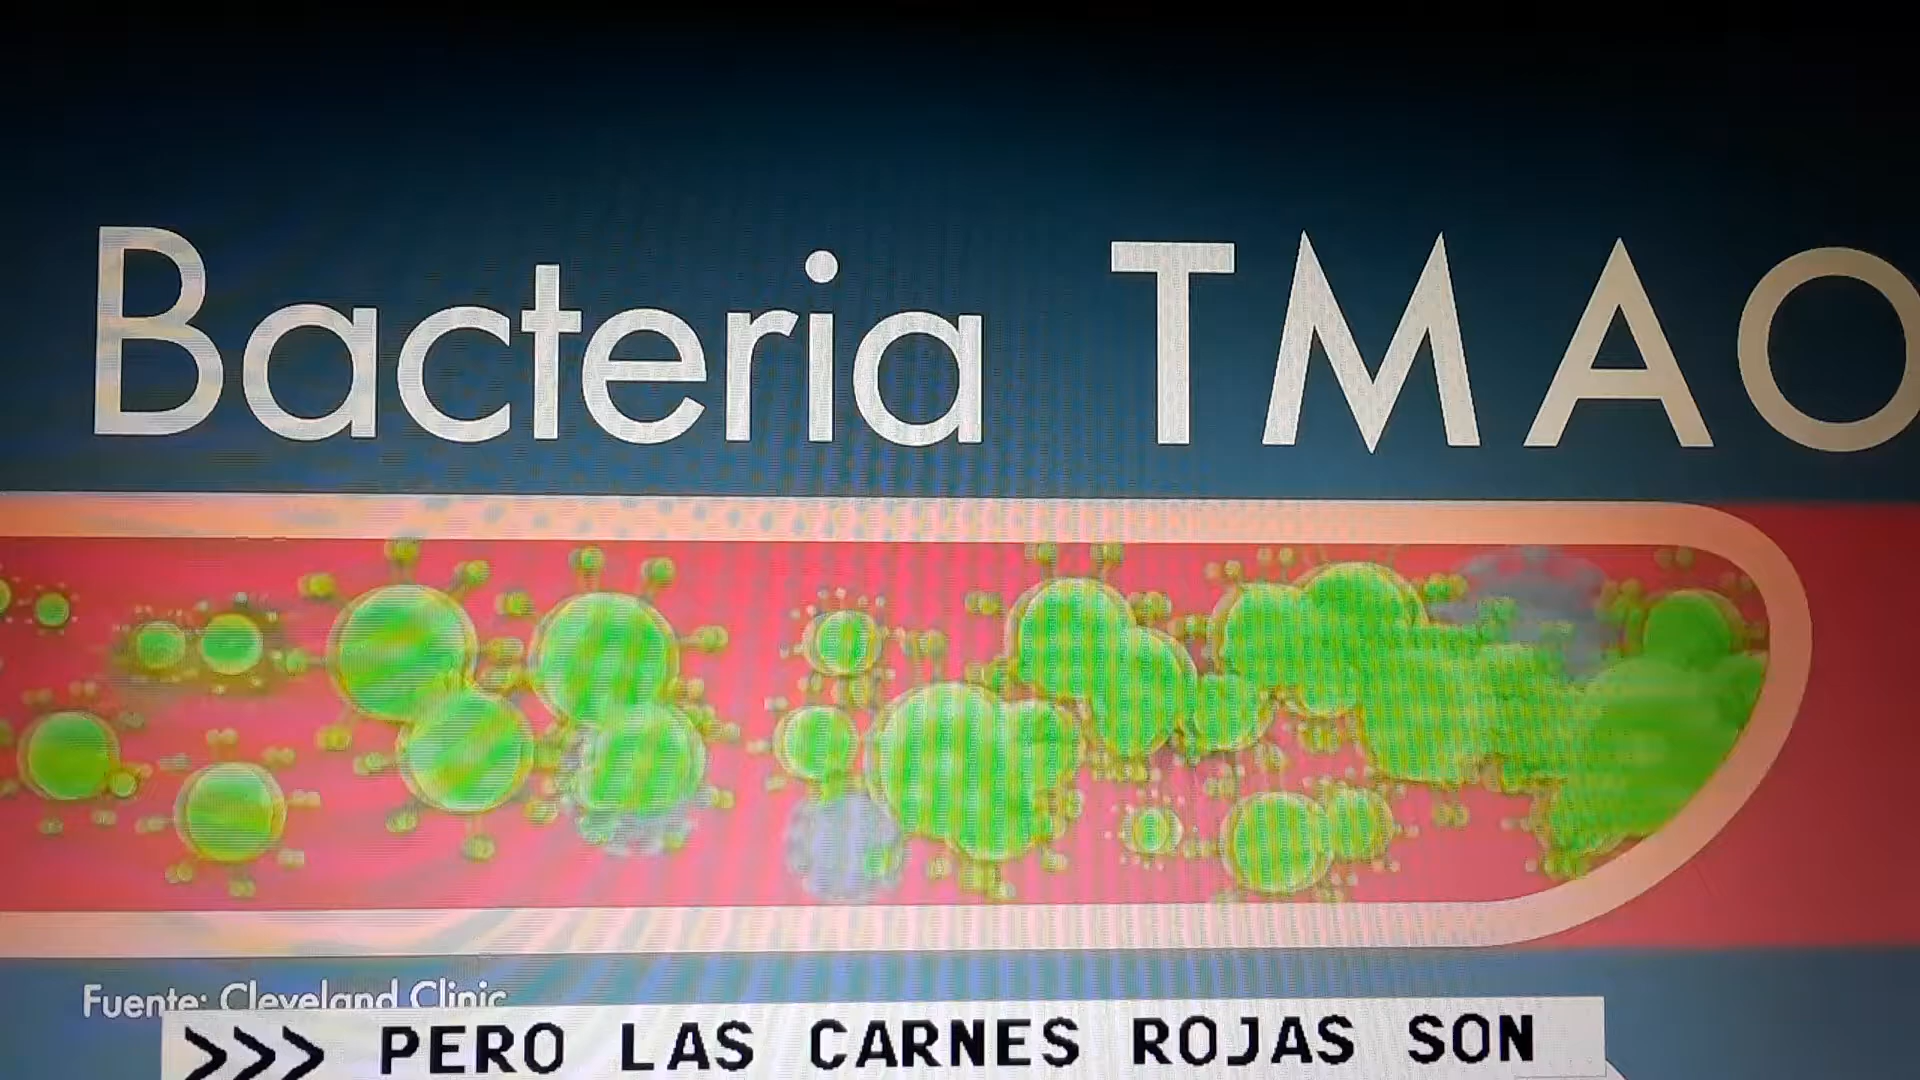 Bacteria TMAO
Fuente: Cleveland Clinic
>>> PERO LAS CARNES ROJAS SON